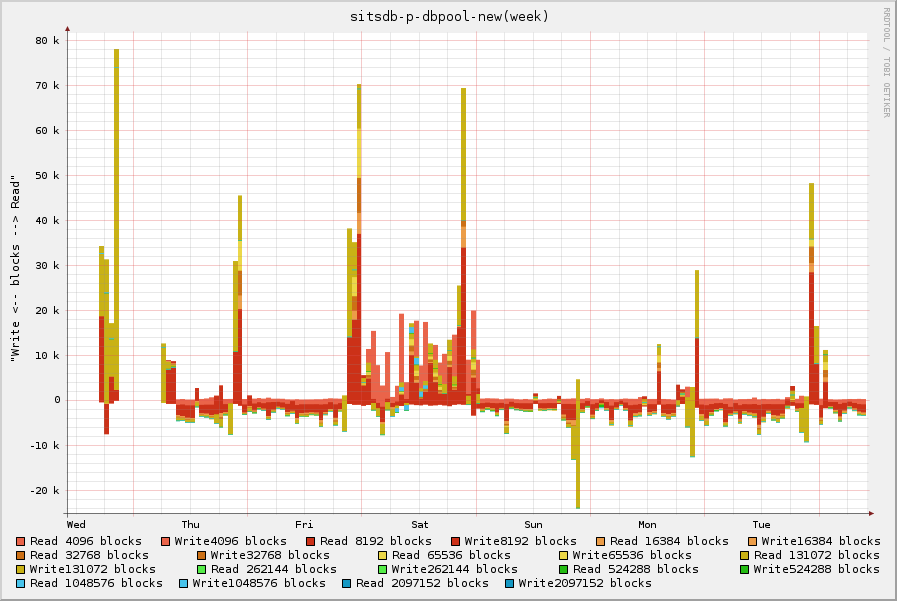 sitsdb-p-dbpool-new(week)
RRDTOOL / TOBI OETIKER
"Write <-- blocks --> Read"
80 k
70 k
60 k
50 k
40 k
30 k
20 k
10 k
0
-10 k
-20 k
Wed Thu Fri Sat Sun Mon Tue
Read 4096 blocks Write4096 blocks Read 8192 blocks Write8192 blocks Read 16384 blocks Write16384 blocks
Read 32768 blocks Write32768 blocks Read 65536 blocks Write65536 blocks Read 131072 blocks
Write131072 blocks Read 262144 blocks Write262144 blocks Read 524288 blocks Write524288 blocks
Read 1048576 blocks Write1048576 blocks Read 2097152 blocks Write2097152 blocks